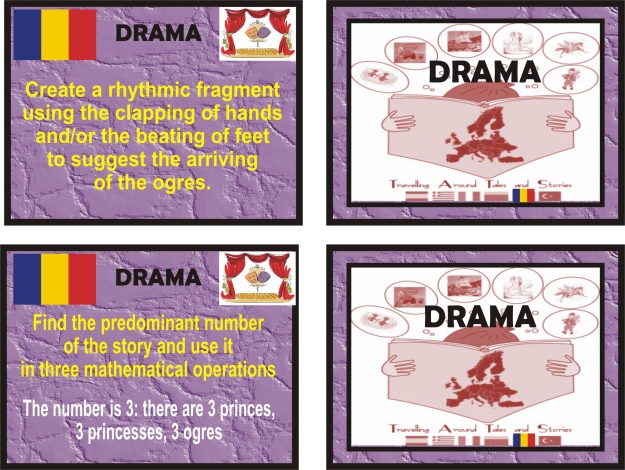 DRAMA
Create a rhythmic fragment
using the clapping of hands
and/or the beating of feet
to suggest the arriving
of the ogres.
DRAMA
Travelling Around Tales and Stories
DRAMA
Find the predominant number
of the story and use it
in three mathematical operations
The number is 3: there are 3 princes,
3 princesses, 3 ogres
DRAMA
Travelling Around Tales and Stories